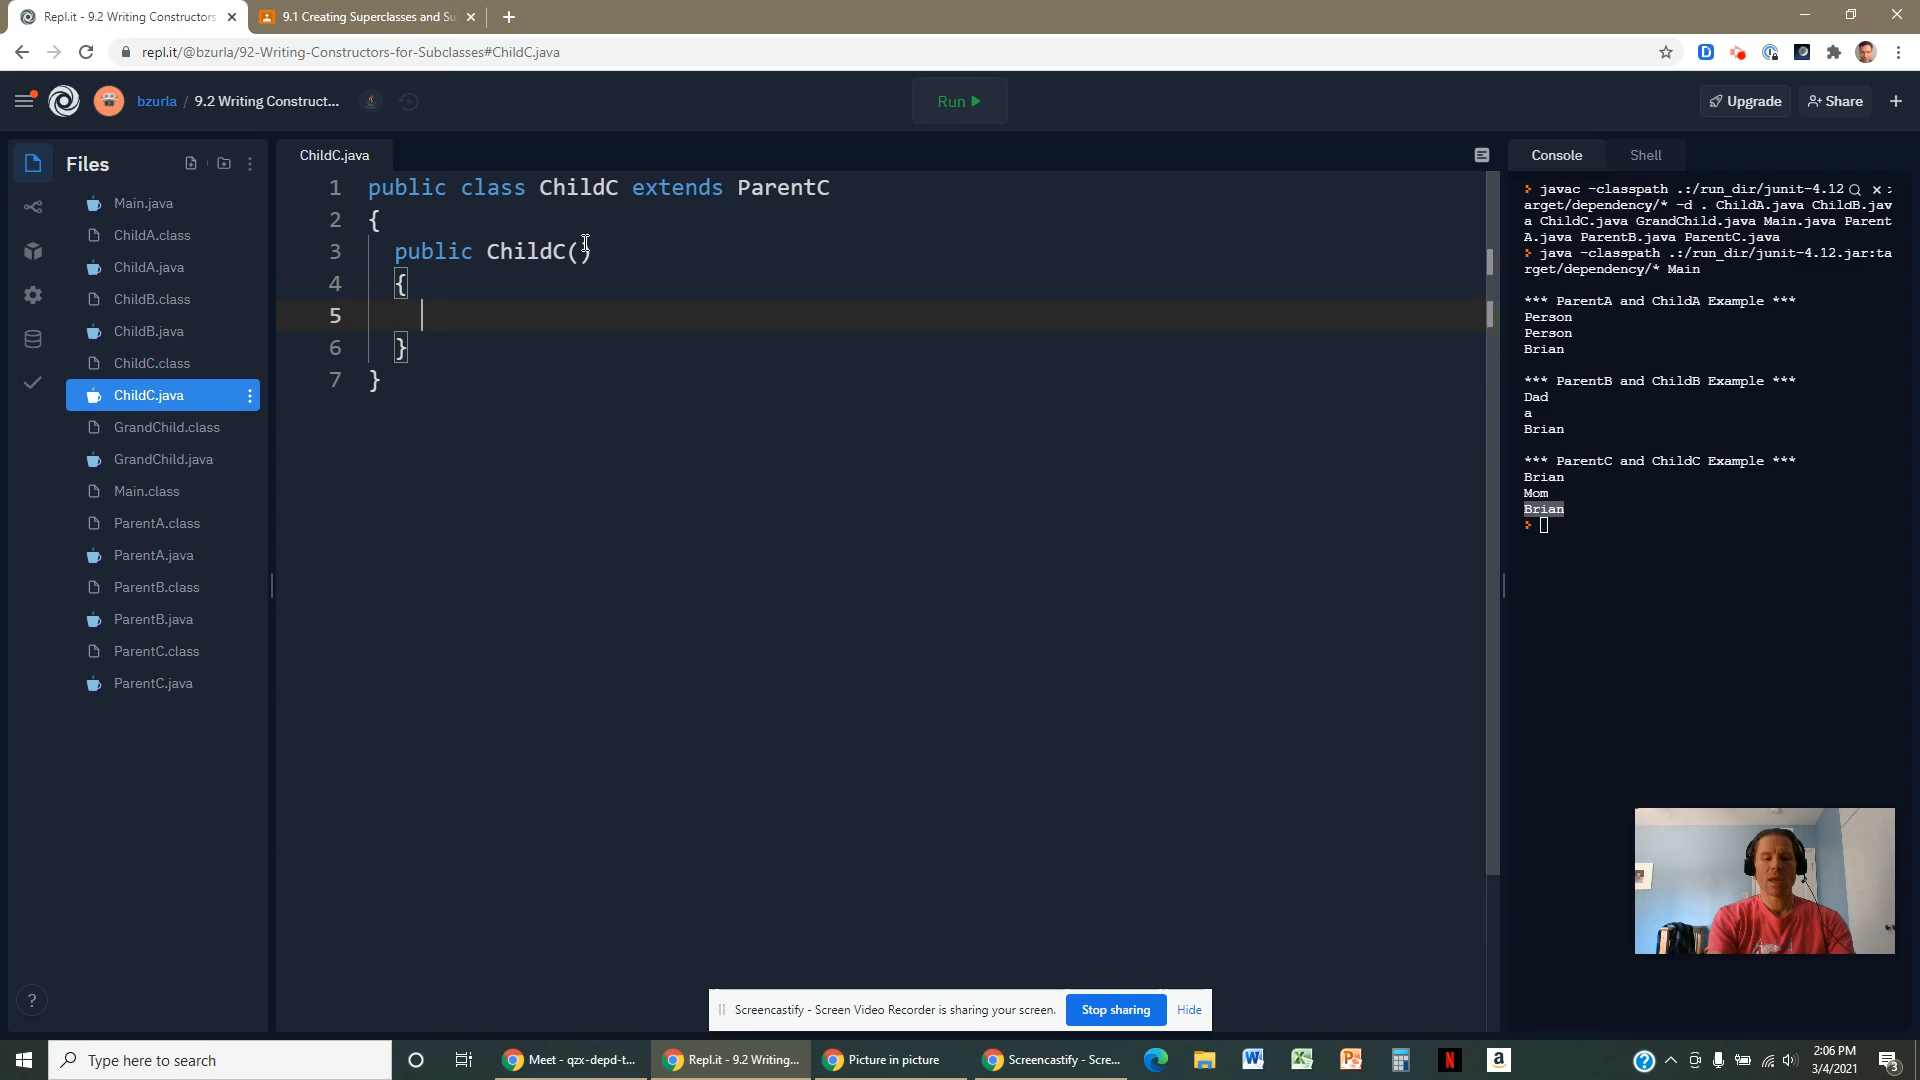 Repl.it - 9.2 Writing Constructors
9.1 Creating Superclasses and Su
repl.it/@bzurla/92-Writing-Constructors-for-Subclasses#ChildC.java
bzurla / 9.2 Writing Construct...
Run
Upgrade
Share
Files
Main.java
ChildA.class
ChildA.java
ChildB.class
ChildB.java
ChildC.class
ChildC.java
GrandChild.class
GrandChild.java
Main.class
ParentA.class
ParentA.java
ParentB.class
ParentB.java
ParentC.class
ParentC.java
ChildC.java
1 public class ChildC extends ParentC
2 {
3 public ChildC()
4 {
5
6 }
7 }
Console
Shell
javac -classpath .:/run_dir/junit-4.12
arget/dependency/* -d . ChildA.java ChildB.jav
a ChildC.java GrandChild.java Main.java Parent
A.java ParentB.java ParentC.java
java -classpath .:/run_dir/junit-4.12.jar:ta
rget/dependency/* Main
*** ParentA and ChildA Example ***
Person
Person
Brian
*** ParentB and ChildB Example ***
Dad
a
Brian
*** ParentC and ChildC Example ***
Brian
Mom
Brian
Screencastify - Screen Video Recorder is sharing your screen.
Stop sharing
Hide
Type here to search
Meet - qzx-depd-t...
Repl.it - 9.2 Writing...
Picture in picture
Screencastify - Scre...
2:06 PM
3/4/2021
3